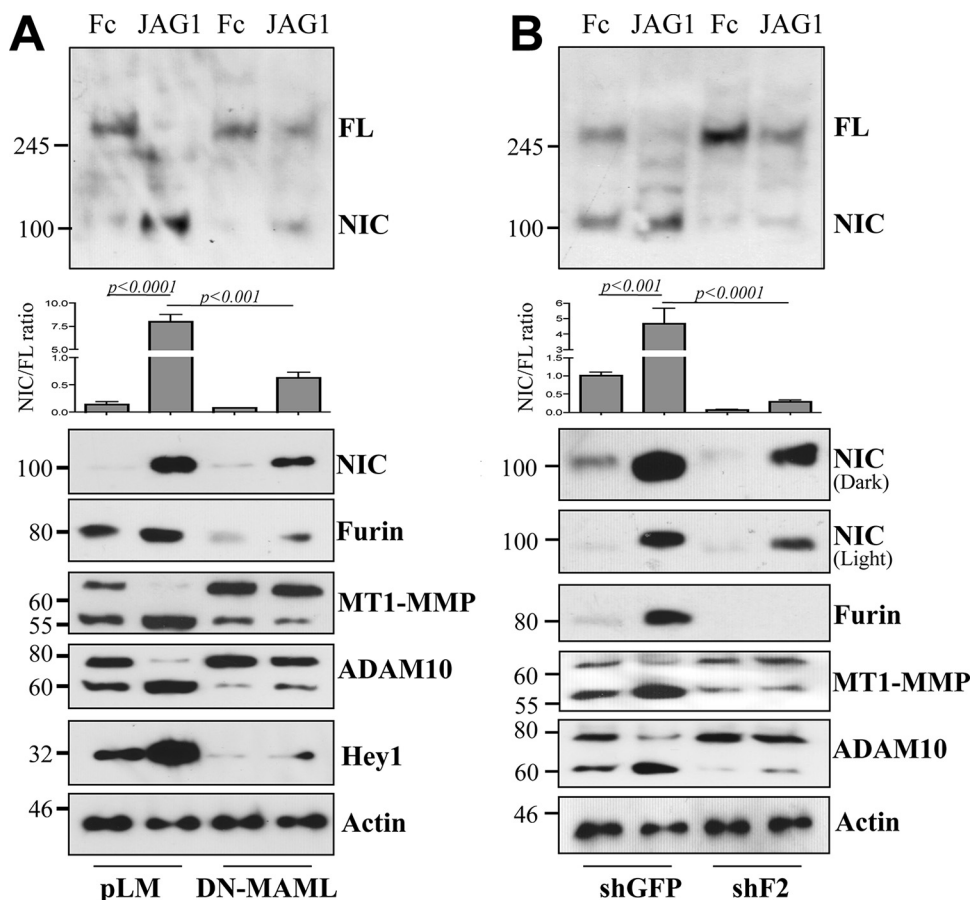 A
Fc JAG1 Fc JAG1
FL
245
NIC
100
p<0.0001
p<0.001
NIC/FL ratio
10.0
7.5
5.0
1.0
0.5
0.0
100
NIC
80
Furin
60
55
MT1-MMP
80
60
ADAM10
32
Hey1
46
Actin
pLM DN-MAML
B
Fc JAG1 Fc JAG1
FL
245
NIC
100
p<0.001
p<0.0001
NIC/FL ratio
6
5
4
3
1.5
1.0
0.5
0.0
100
NIC
(Dark)
100
NIC
(Light)
80
Furin
60
55
MT1-MMP
80
60
ADAM10
46
Actin
shGFP shF2